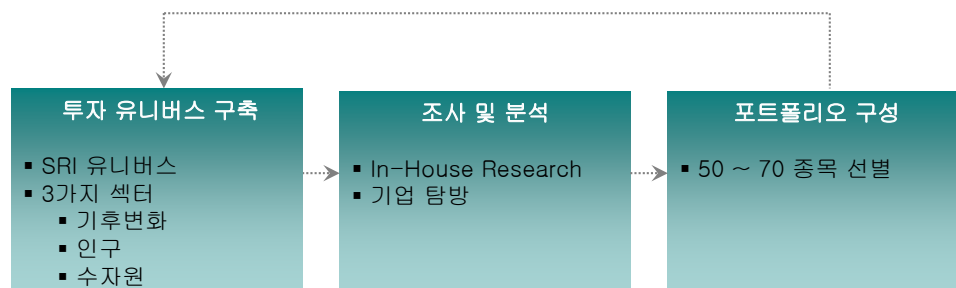 투자 유니버스 구축
▪ SRI 유니버스
▪ 3가지 섹터
▪ 기후변화
▪ 인구
▪ 수자원
조사 및 분석
▪ In-House Research
▪ 기업 탐방
포트폴리오 구성
▪ 50 ~ 70 종목 선별